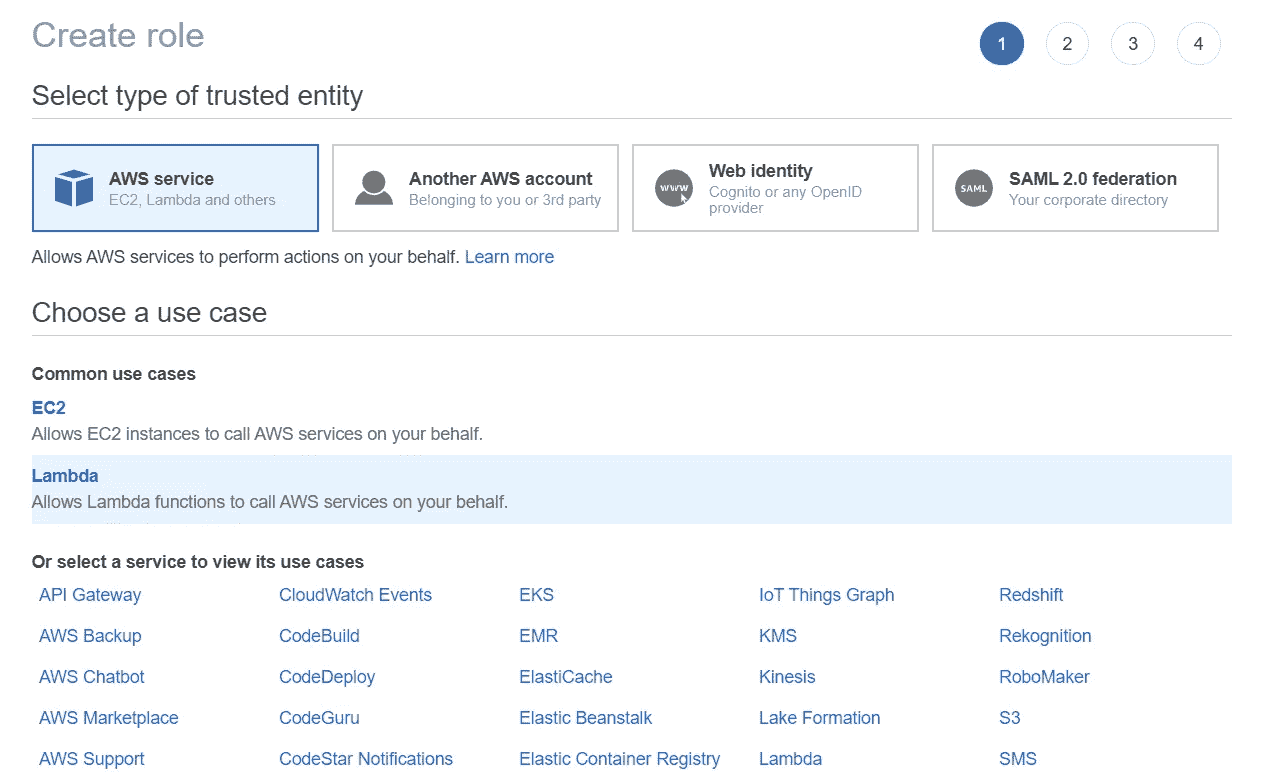 Create role
1 2 3 4
Select type of trusted entity
AWS service
EC2, Lambda and others
Another AWS account
Belonging to you or 3rd party
WWW
Web identity
Cognito or any OpenID
provider
SAML
SAML 2.0 federation
Your corporate directory
Allows AWS services to perform actions on your behalf. Learn more
Choose a use case
Common use cases
EC2
Allows EC2 instances to call AWS services on your behalf.
Lambda
Allows Lambda functions to call AWS services on your behalf.
Or select a service to view its use cases
API Gateway CloudWatch Events EKS IoT Things Graph Redshift
AWS Backup CodeBuild EMR KMS Rekognition
AWS Chatbot CodeDeploy ElastiCache Kinesis RoboMaker
AWS Marketplace CodeGuru Elastic Beanstalk Lake Formation S3
AWS Support CodeStar Notifications Elastic Container Registry Lambda SMS